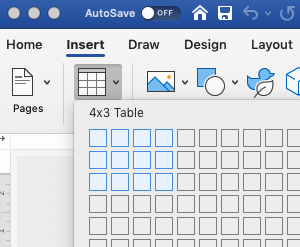 AutoSave OFF
Home Insert Draw Design Layout
Pages
4x3 Table